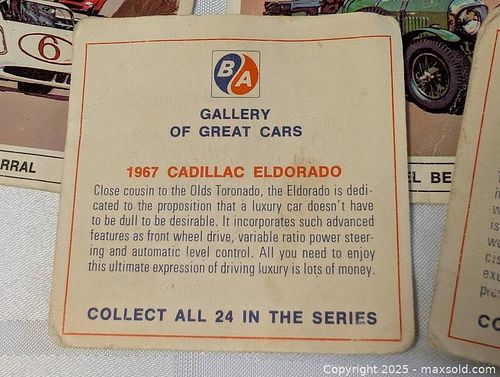 6
RRAL
EL BE
B A
GALLERY
OF GREAT CARS
1967 CADILLAC ELDORADO
Close cousin to the Olds Toronado, the Eldorado is dedi-
cated to the proposition that a luxury car doesn't have
to be dull to be desirable. It incorporates such advanced
features as front wheel drive, variable ratio power steer-
ing and automatic level control. All you need to enjoy
this ultimate expression of driving luxury is lots of money.
COLLECT ALL 24 IN THE SERIES
CO
Copyright 2025 - maxsold.com